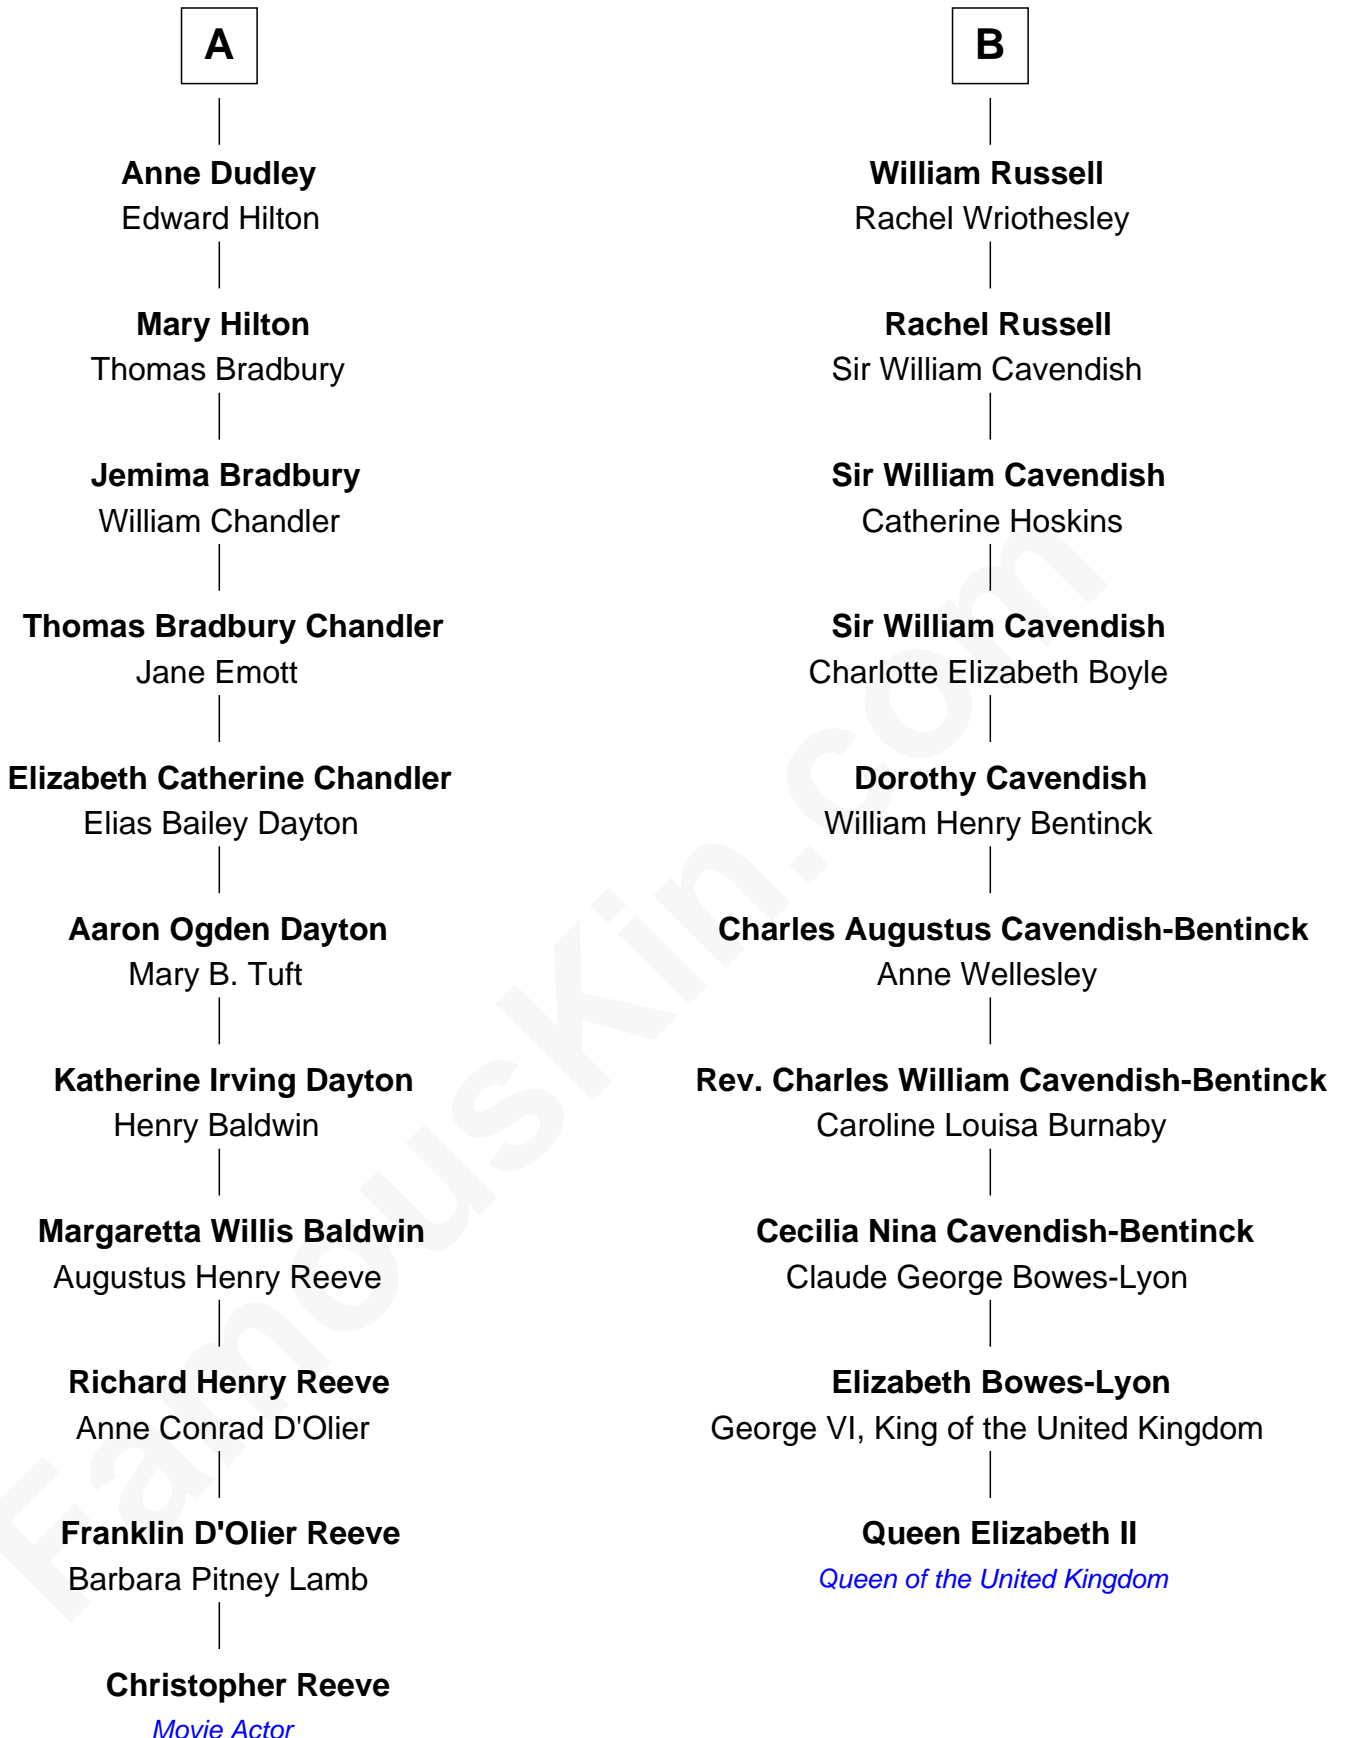 A
Anne Dudley
Edward Hilton
Mary Hilton
Thomas Bradbury
Jemima Bradbury
William Chandler
Thomas Bradbury Chandler
Jane Emott
Elizabeth Catherine Chandler
Elias Bailey Dayton
Aaron Ogden Dayton
Mary B. Tuft
Katherine Irving Dayton
Henry Baldwin
Margaretta Willis Baldwin
Augustus Henry Reeve
Richard Henry Reeve
Anne Conrad D'Olier
Franklin D'Olier Reeve
Barbara Pitney Lamb
Christopher Reeve
Movie Actor
B
William Russell
Rachel Wriothesley
Rachel Russell
Sir William Cavendish
Sir William Cavendish
Catherine Hoskins
Sir William Cavendish
Charlotte Elizabeth Boyle
Dorothy Cavendish
William Henry Bentinck
Charles Augustus Cavendish-Bentinck
Anne Wellesley
Rev. Charles William Cavendish-Bentinck
Caroline Louisa Burnaby
Cecilia Nina Cavendish-Bentinck
Claude George Bowes-Lyon
Elizabeth Bowes-Lyon
George VI, King of the United Kingdom
Queen Elizabeth II
Queen of the United Kingdom
FamousKin.com